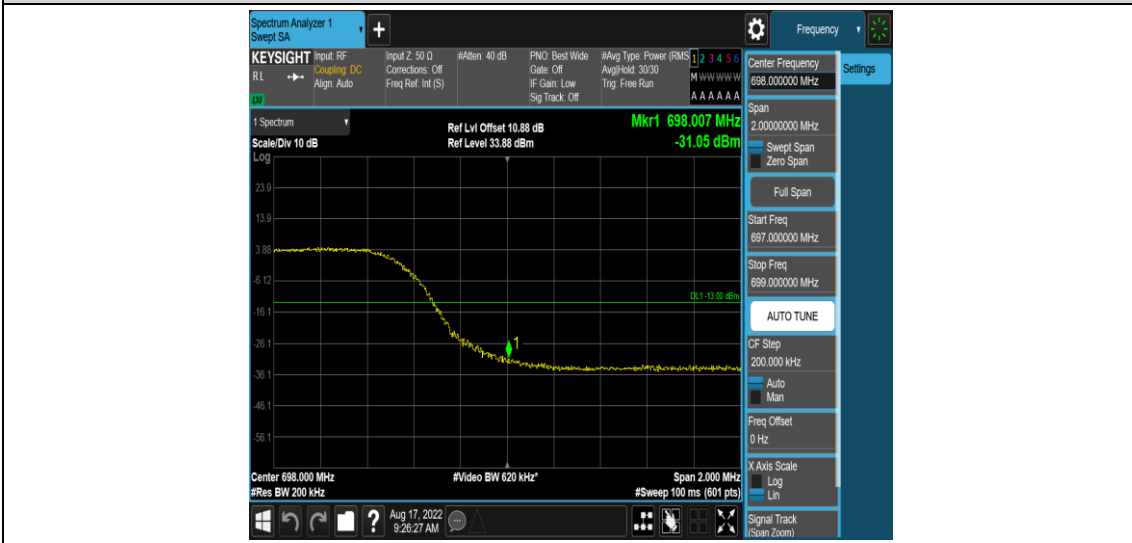 Spectrum Analyzer 1
Swept SA
+
Frequency
KEYSIGHT
RL
LXI
Input: RF
Coupling: DC
Align: Auto
Input Z: 50 Ω
Corrections: Off
Freq Ref: Int (S)
#Atten: 40 dB
PNO: Best Wide
Gate: Off
IF Gain: Low
Sig Track: Off
#Avg Type: Power (RMS
Avg|Hold: 30/30
Trig: Free Run
1 2 3 4 5 6
M W W W W W
A A A A A A
1 Spectrum
Scale/Div 10 dB
Log
Ref Lvl Offset 10.88 dB
Ref Level 33.88 dBm
Mkr1 698.007 MHz
-31.05 dBm
23.9
13.9
3.88
-6.12
-16.1
-26.1
-36.1
-46.1
-56.1
DL1 -13.00 dBm
1
Center 698.000 MHz
#Res BW 200 kHz
#Video BW 620 kHz*
Span 2.000 MHz
#Sweep 100 ms (601 pts)
Center Frequency
698.000000 MHz
Settings
Span
2.00000000 MHz
Swept Span
Zero Span
Full Span
Start Freq
697.000000 MHz
Stop Freq
699.000000 MHz
AUTO TUNE
CF Step
200.000 kHz
Auto
Man
Freq Offset
0 Hz
X Axis Scale
Log
Lin
Signal Track
(Span Zoom)
?
Aug 17, 2022
9:26:27 AM